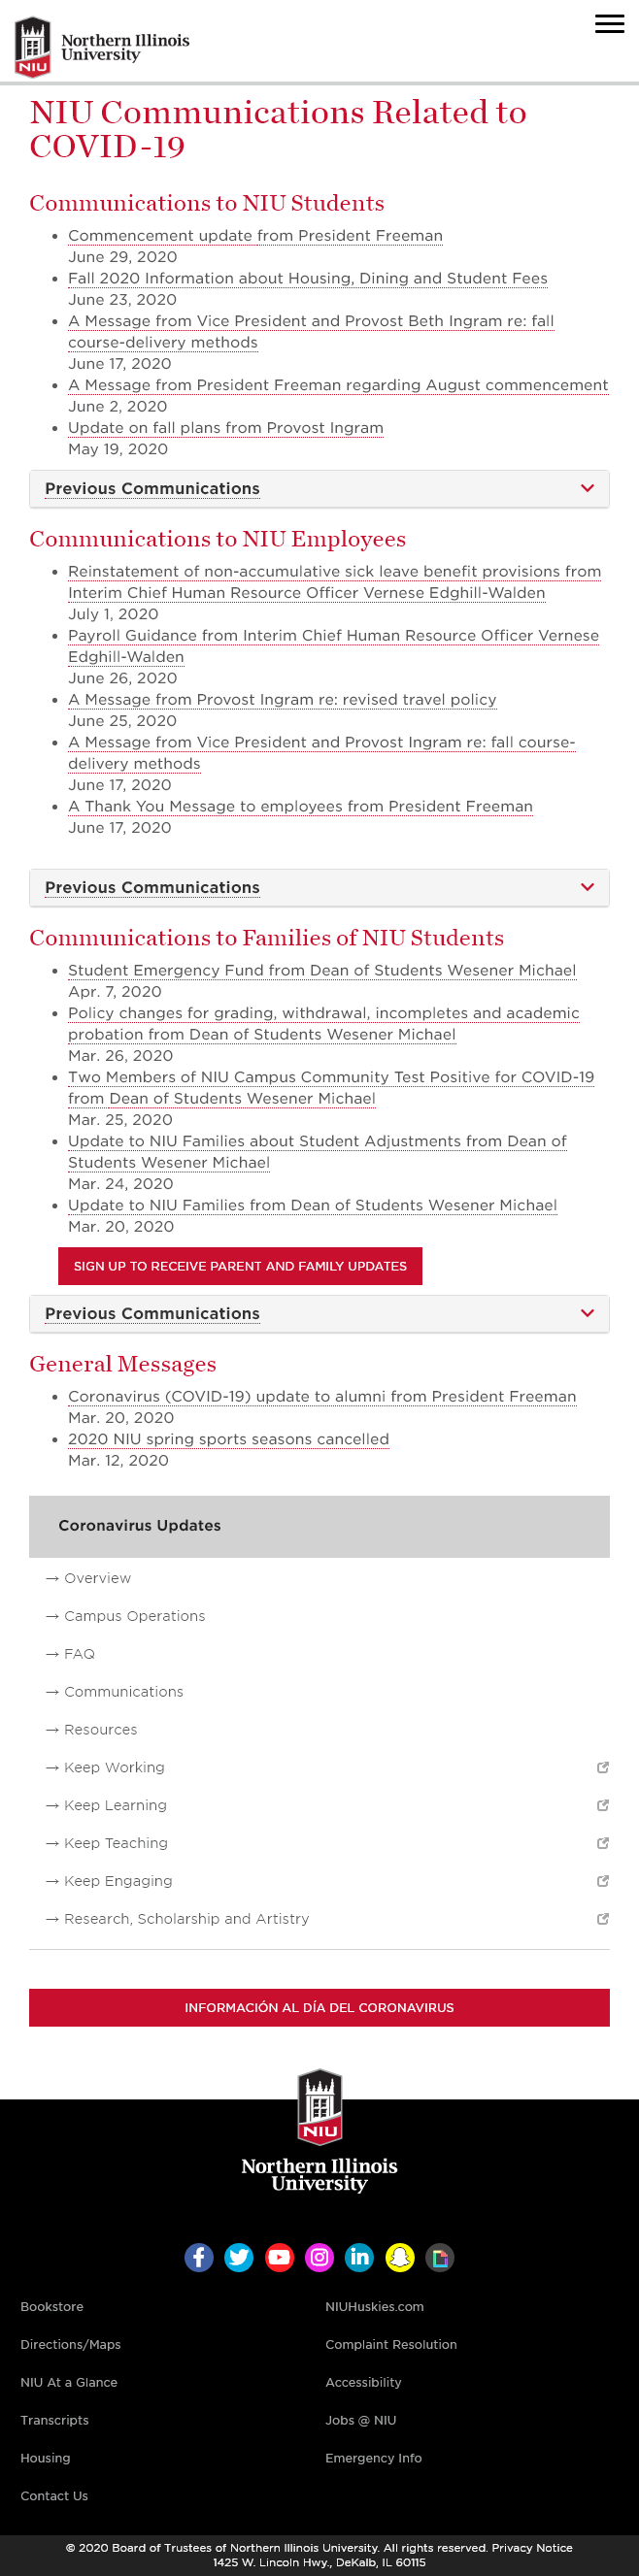 Northern Illinois
University
NIU
NIU Communications Related to
COVID-19
Communications to NIU Students
Commencement update from President Freeman
June 29, 2020
Fall 2020 Information about Housing, Dining and Student Fees
June 23, 2020
A Message from Vice President and Provost Beth Ingram re: fall
course-delivery methods
June 17, 2020
A Message from President Freeman regarding August commencement
June 2, 2020
Update on fall plans from Provost Ingram
May 19, 2020
Previous Communications
Communications to NIU Employees
Reinstatement of non-accumulative sick leave benefit provisions from
Interim Chief Human Resource Officer Vernese Edghill-Walden
July 1, 2020
Payroll Guidance from Interim Chief Human Resource Officer Vernese
Edghill-Walden
June 26, 2020
A Message from Provost Ingram re: revised travel policy
June 25, 2020
A Message from Vice President and Provost Ingram re: fall course-
delivery methods
June 17, 2020
A Thank You Message to employees from President Freeman
June 17, 2020
Previous Communications
Communications to Families of NIU Students
Student Emergency Fund from Dean of Students Wesener Michael
Apr. 7, 2020
Policy changes for grading, withdrawal, incompletes and academic
probation from Dean of Students Wesener Michael
Mar. 26, 2020
Two Members of NIU Campus Community Test Positive for COVID-19
from Dean of Students Wesener Michael
Mar. 25, 2020
Update to NIU Families about Student Adjustments from Dean of
Students Wesener Michael
Mar. 24, 2020
Update to NIU Families from Dean of Students Wesener Michael
Mar. 20, 2020
SIGN UP TO RECEIVE PARENT AND FAMILY UPDATES
Previous Communications
General Messages
Coronavirus (COVID-19) update to alumni from President Freeman
Mar. 20, 2020
2020 NIU spring sports seasons cancelled
Mar. 12, 2020
Coronavirus Updates
→ Overview
→ Campus Operations
→ FAQ
→ Communications
→ Resources
→ Keep Working
→ Keep Learning
→ Keep Teaching
→ Keep Engaging
→ Research, Scholarship and Artistry
INFORMACIÓN AL DÍA DEL CORONAVIRUS
NIU
Northern Illinois
University
Bookstore
NIUHuskies.com
Directions/Maps
Complaint Resolution
NIU At a Glance
Accessibility
Transcripts
Jobs @ NIU
Housing
Emergency Info
Contact Us
© 2020 Board of Trustees of Northern Illinois University. All rights reserved. Privacy Notice
1425 W. Lincoln Hwy., DeKalb, IL 60115